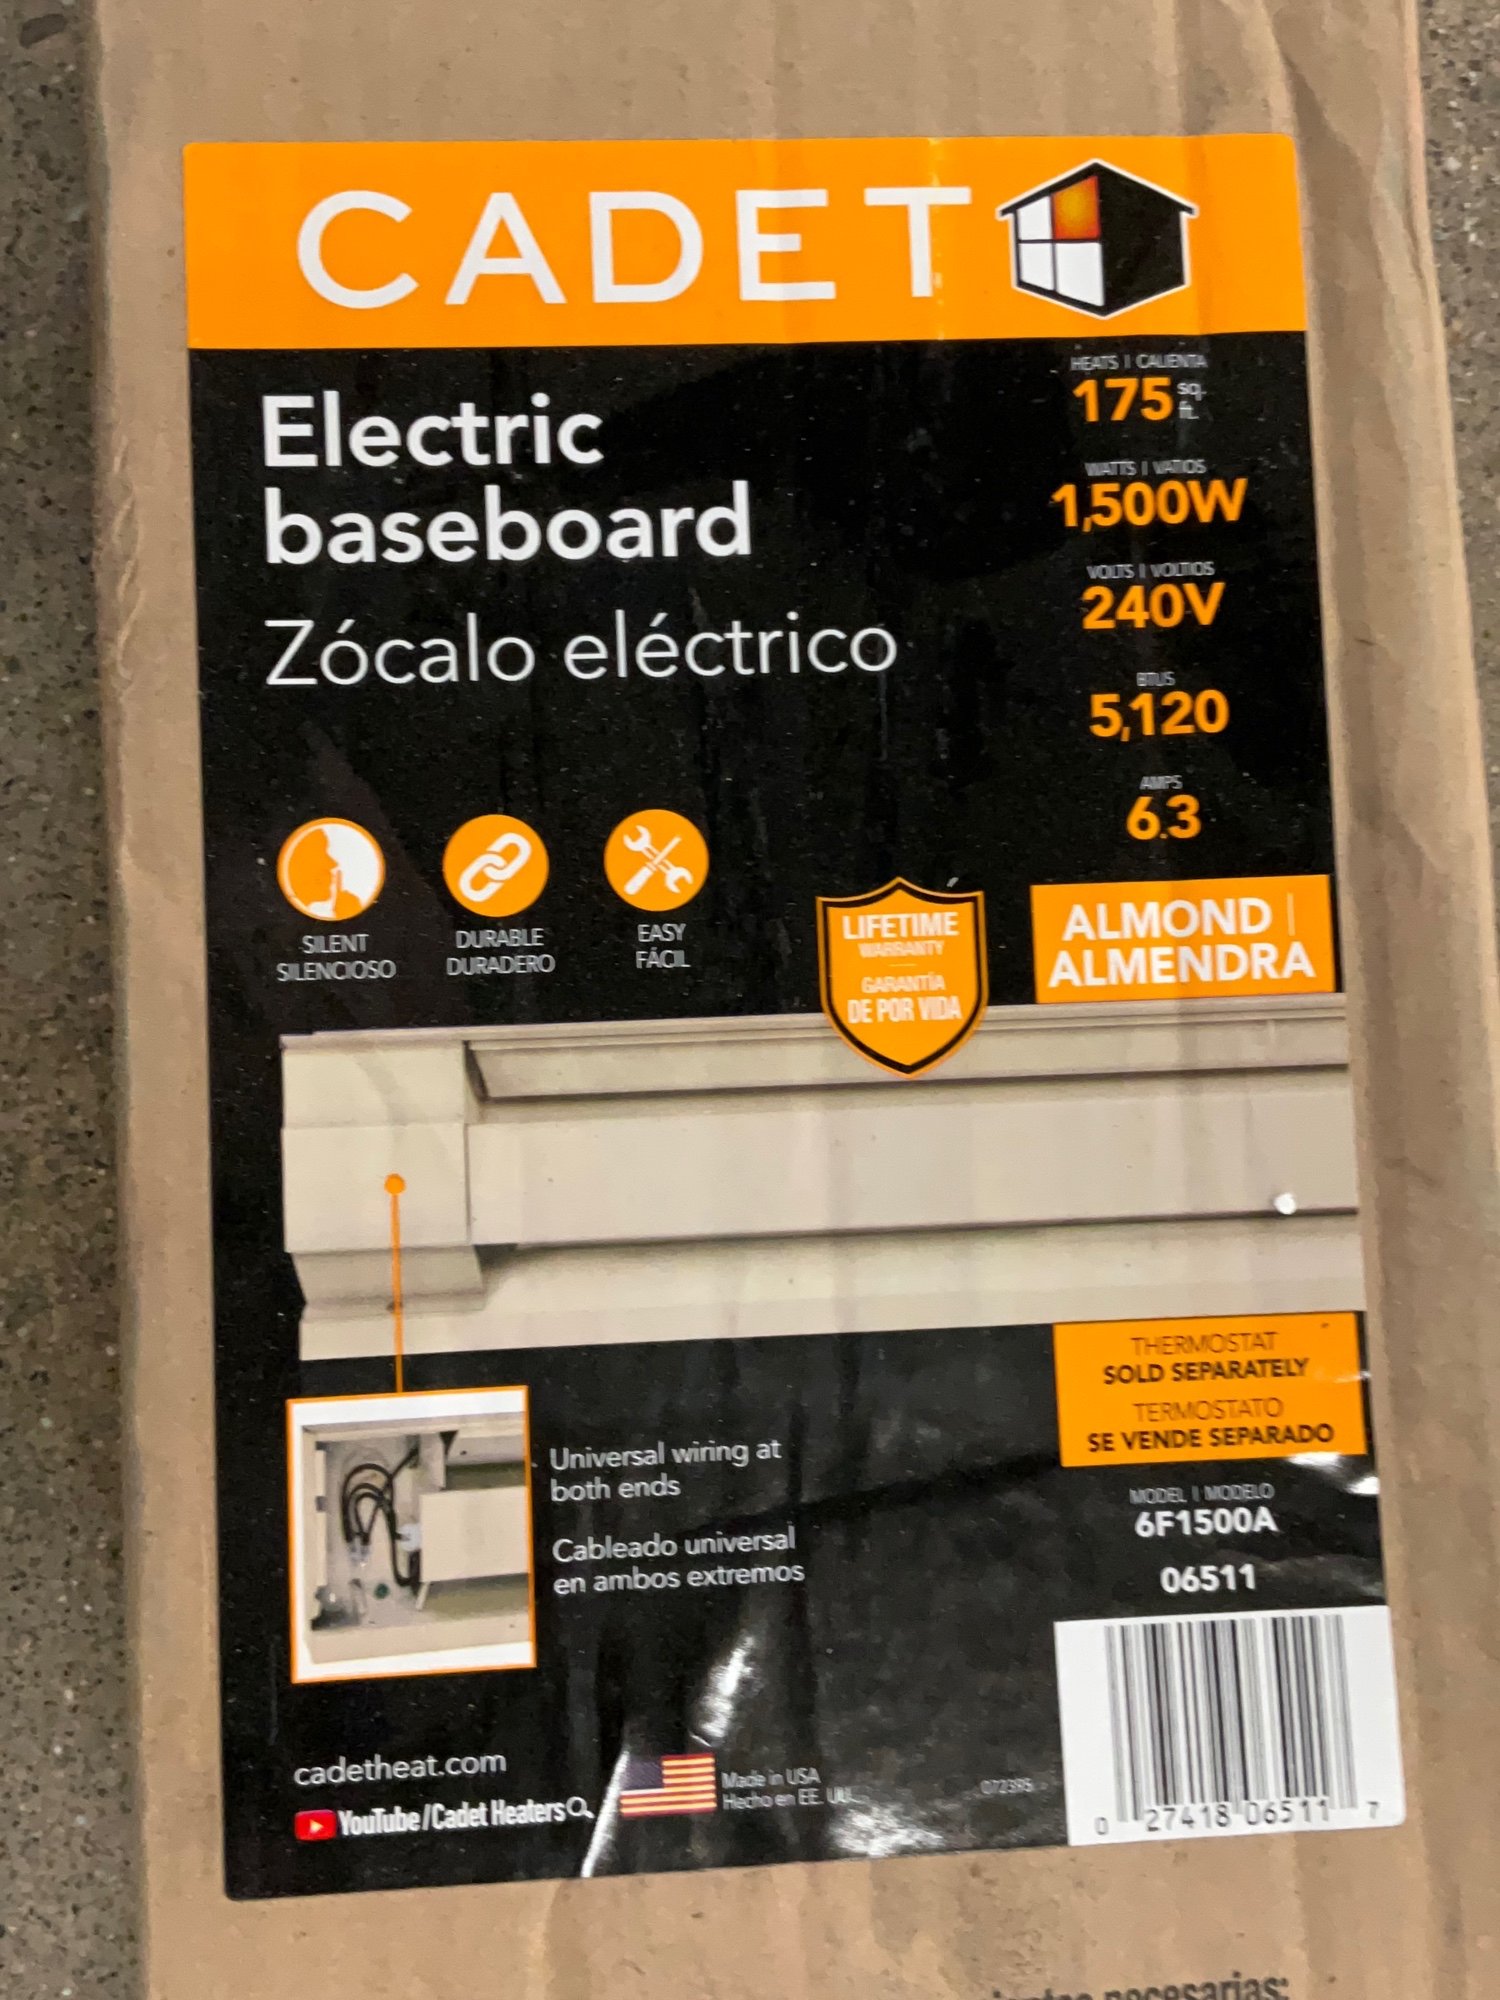 CADET
Electric
baseboard
Zócalo eléctrico
HEATS | CALIENTA
175 sq. ft.
WATTS | VATIOS
1,500W
VOLTS | VOLTIOS
240V
BTUS
5,120
AMPS
6.3
SILENT
SILENCIOSO
DURABLE
DURADERO
EASY
FÁCIL
LIFETIME
WARRANTY
GARANTÍA
DE POR VIDA
ALMOND |
ALMENDRA
THERMOSTAT
SOLD SEPARATELY
TERMOSTATO
SE VENDE SEPARADO
Universal wiring at
both ends
Cableado universal
en ambos extremos
MODEL | MODELO
6F1500A
06511
cadetheat.com
YouTube/Cadet Heaters
Made in USA
Hecho en EE. UU.
072395
0 27418 06511 7
necesarias: